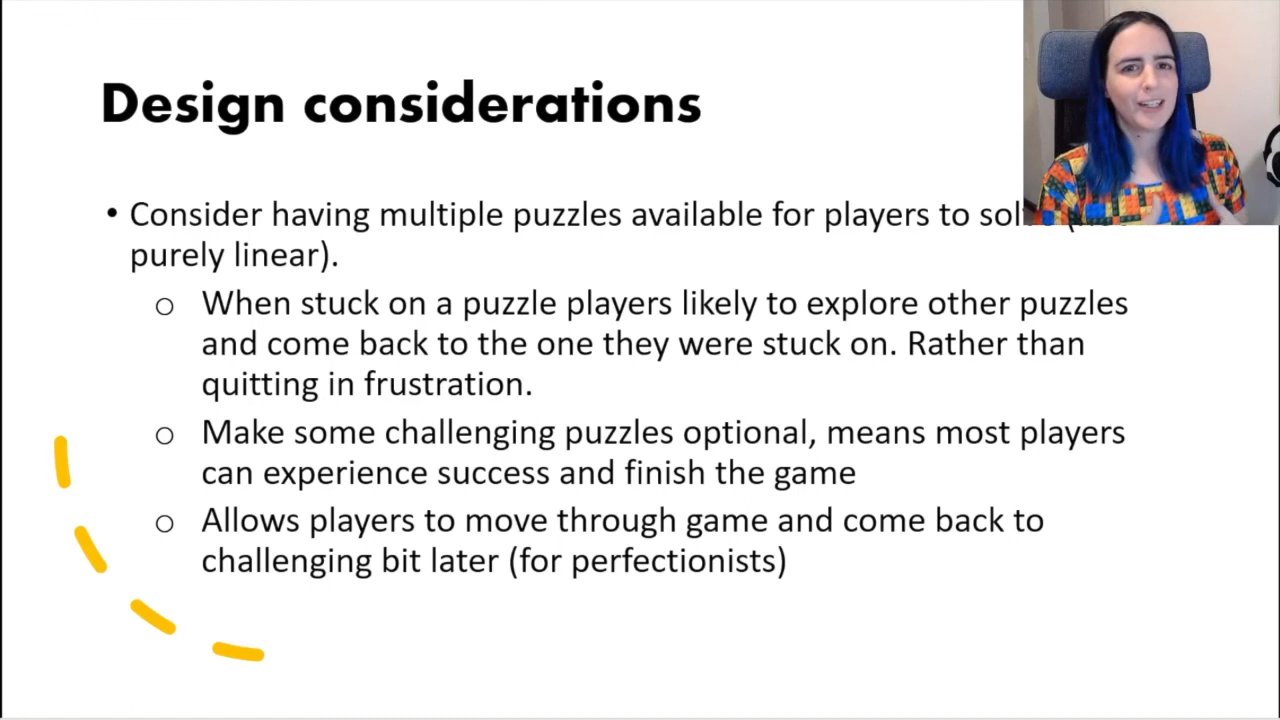 Design considerations
• Consider having multiple puzzles available for players to
purely linear).
o When stuck on a puzzle players likely to explore other puzzles
and come back to the one they were stuck on. Rather than
quitting in frustration.
o Make some challenging puzzles optional, means most players
can experience success and finish the game
o Allows players to move through game and come back to
challenging bit later (for perfectionists)